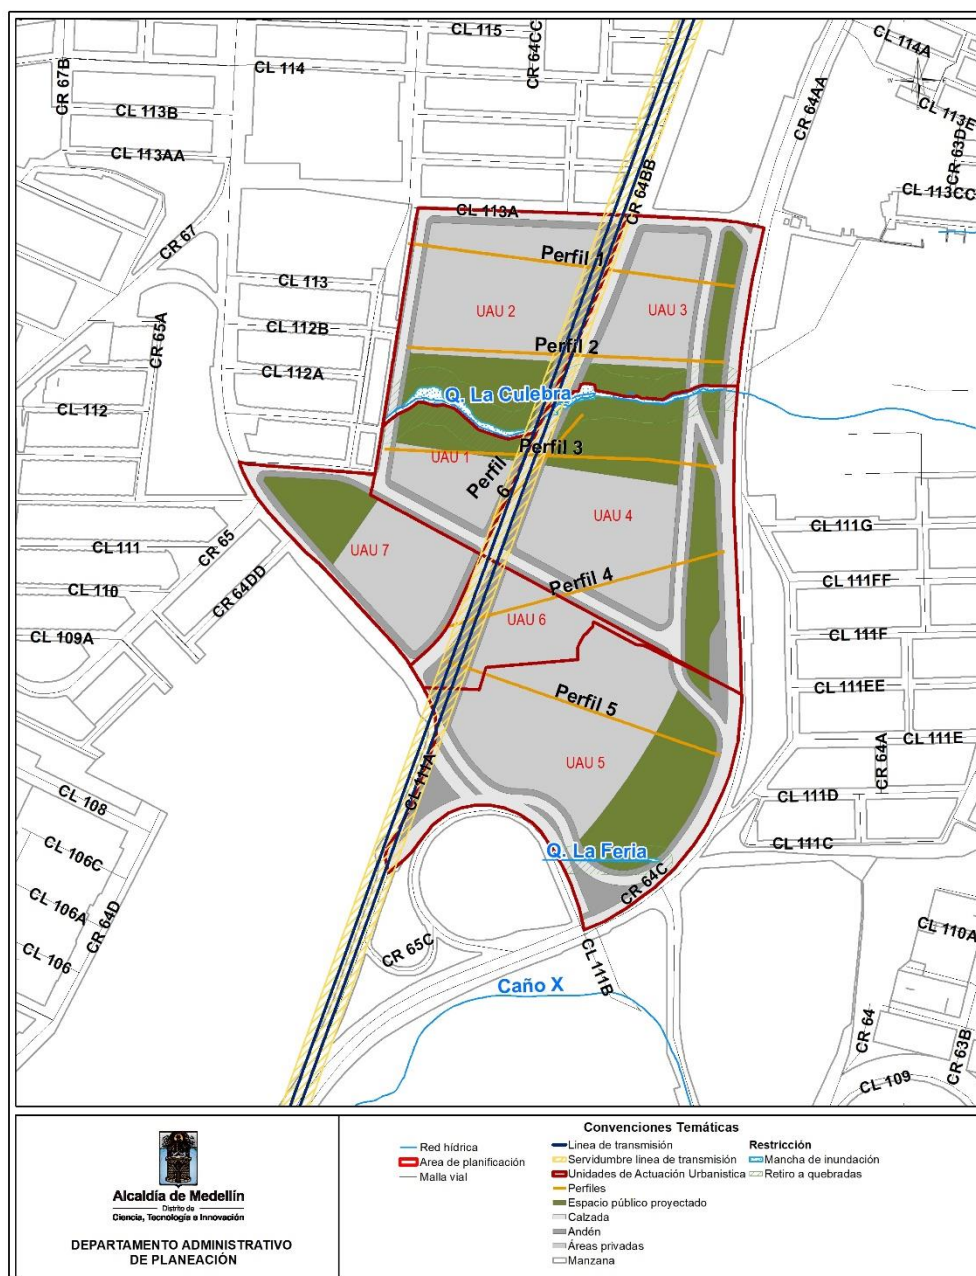 CL 115
CR 64CC
CL 114A
CR 67B
CL 114
CR 64AA
CL 113E
CL 113B
CR 63D
CL 113AA
CR 64BB
CL 113CC
CL 113A
CR 67
Perfil 1
CL 113
UAU 2
UAU 3
CR 65A
CL 112B
Perfil 2
CL 112A
Q. La Culebra
CL 112
Perfil 3
UAU 1
Perfil 6
UAU 4
CL 111G
CL 111
CR 65
UAU 7
CL 110
CR 64DD
Perfil 4
CL 111FF
UAU 6
CL 109A
CL 111F
CL 111EE
Perfil 5
CL 111E
CR 64A
UAU 5
CL 111A
CL 108
CL 111D
CL 106C
Q. La Feria
CL 111C
CR 64C
CL 106A
CR 64D
CL 110A
CL 106
CR 65C
CL 111B
Caño X
CR 64
CR 63B
CL 109
Convenciones Temáticas
Red hídrica
Area de planificación
Malla vial
Linea de transmisión
Servidumbre linea de transmisión
Unidades de Actuación Urbanistica
Perfiles
Espacio público proyectado
Calzada
Andén
Áreas privadas
Manzana
Restricción
Mancha de inundación
Retiro a quebradas
Alcaldía de Medellín
Distrito de
Ciencia, Tecnología e Innovación
DEPARTAMENTO ADMINISTRATIVO
DE PLANEACIÓN